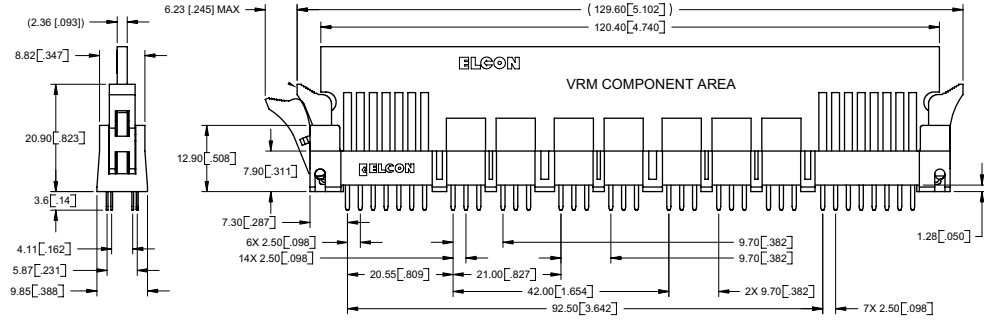 6.23 [.245] MAX
(129.60[5.102])
(2.36 [.093])
120.40[4.740]
8.82[.347]
ELCON
VRM COMPONENT AREA
20.90[.823]
12.90[.508]
7.90[.311]
ELCON
3.6[.14]
7.30[.287]
1.28[.050]
4.11[.162]
6X 2.50[.098]
9.70[.382]
14X 2.50[.098]
9.70[.382]
5.87[.231]
20.55[.809]
21.00[.827]
9.85[.388]
42.00[1.654]
2X 9.70[.382]
92.50[3.642]
7X 2.50[.098]